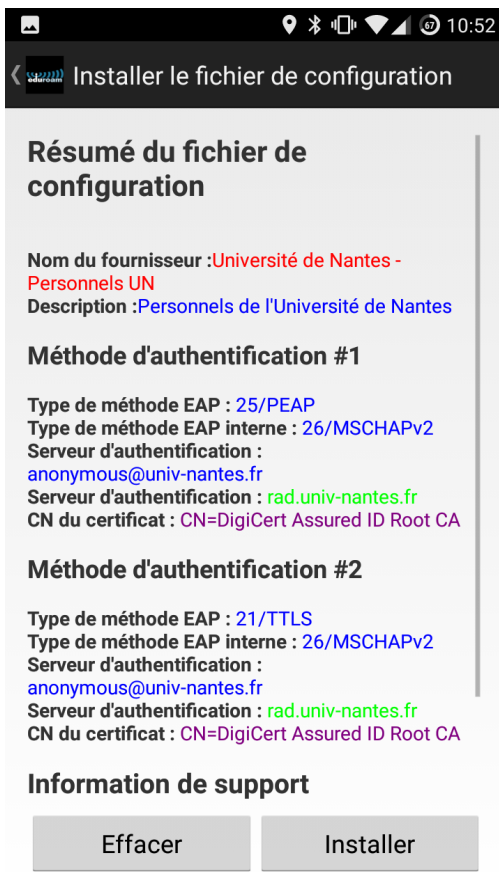 67 10:52
eduroam Installer le fichier de configuration
Résumé du fichier de
configuration
Nom du fournisseur :Université de Nantes -
Personnels UN
Description :Personnels de l'Université de Nantes
Méthode d'authentification #1
Type de méthode EAP : 25/PEAP
Type de méthode EAP interne : 26/MSCHAPv2
Serveur d'authentification :
anonymous@univ-nantes.fr
Serveur d'authentification : rad.univ-nantes.fr
CN du certificat : CN=DigiCert Assured ID Root CA
Méthode d'authentification #2
Type de méthode EAP : 21/TTLS
Type de méthode EAP interne : 26/MSCHAPv2
Serveur d'authentification :
anonymous@univ-nantes.fr
Serveur d'authentification : rad.univ-nantes.fr
CN du certificat : CN=DigiCert Assured ID Root CA
Information de support
Effacer Installer